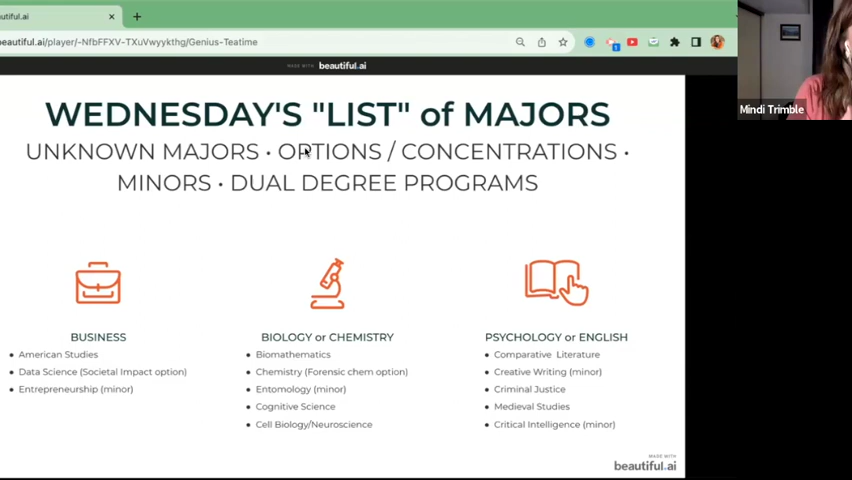 utiful.ai
beautiful.ai/player/-NfbFFXV-TXuVwyykthg/Genius-Teatime
MADE WITH beautiful.ai
Mindi Trimble
WEDNESDAY'S "LIST" of MAJORS
UNKNOWN MAJORS • OPTIONS / CONCENTRATIONS •
MINORS • DUAL DEGREE PROGRAMS
BUSINESS
• American Studies
• Data Science (Societal Impact option)
• Entrepreneurship (minor)
BIOLOGY or CHEMISTRY
• Biomathematics
• Chemistry (Forensic chem option)
• Entomology (minor)
• Cognitive Science
• Cell Biology/Neuroscience
PSYCHOLOGY or ENGLISH
• Comparative Literature
• Creative Writing (minor)
• Criminal Justice
• Medieval Studies
• Critical Intelligence (minor)
MADE WITH
beautiful.ai